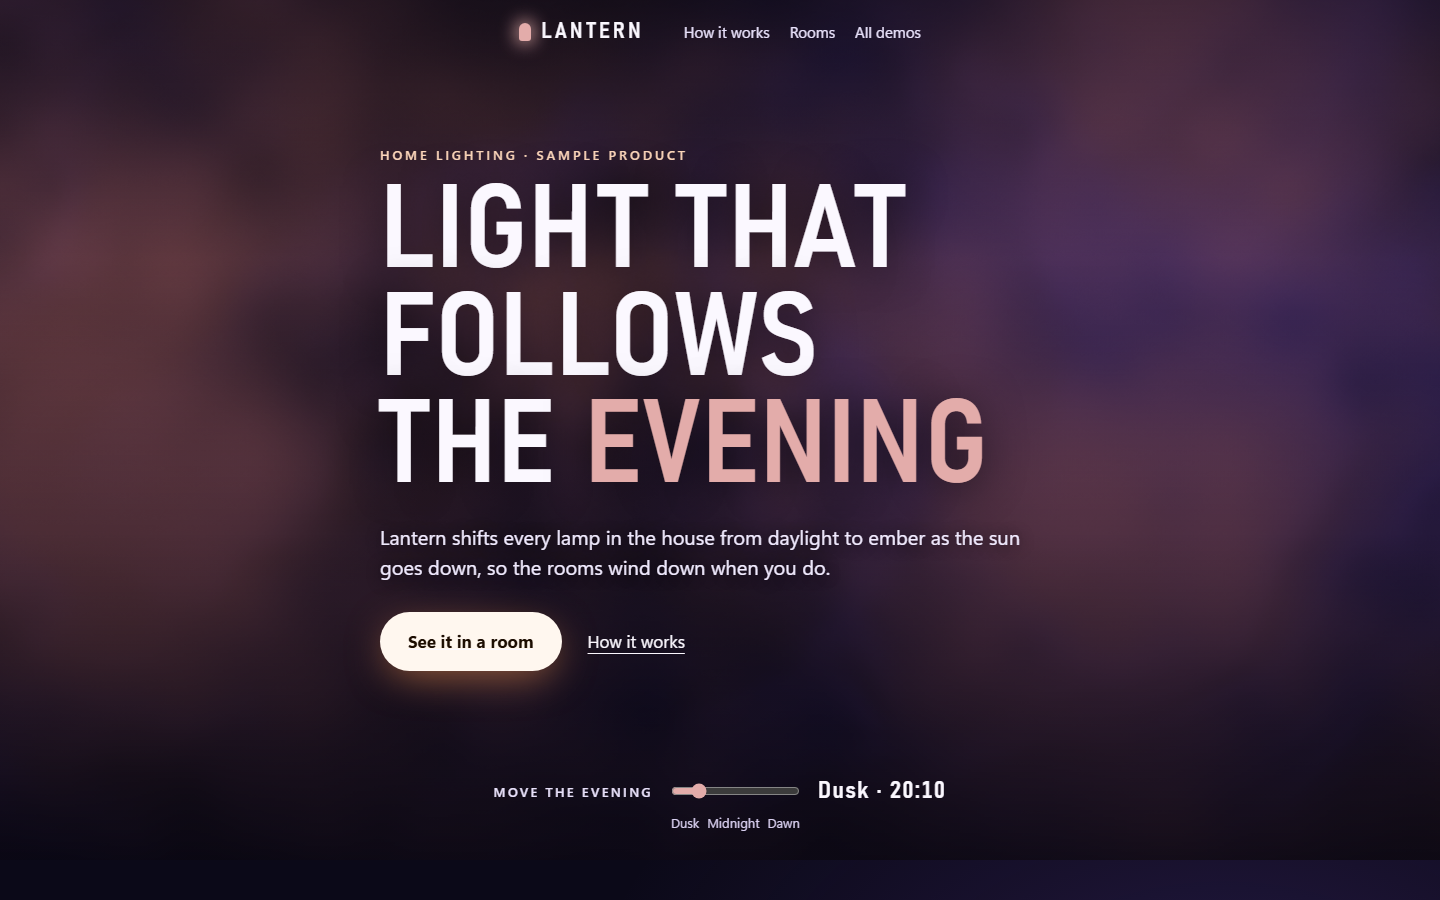 LANTERN
How it works
Rooms
All demos
HOME LIGHTING · SAMPLE PRODUCT
LIGHT THAT
FOLLOWS
THE EVENING
Lantern shifts every lamp in the house from daylight to ember as the sun
goes down, so the rooms wind down when you do.
See it in a room
How it works
MOVE THE EVENING
Dusk · 20:10
Dusk Midnight Dawn